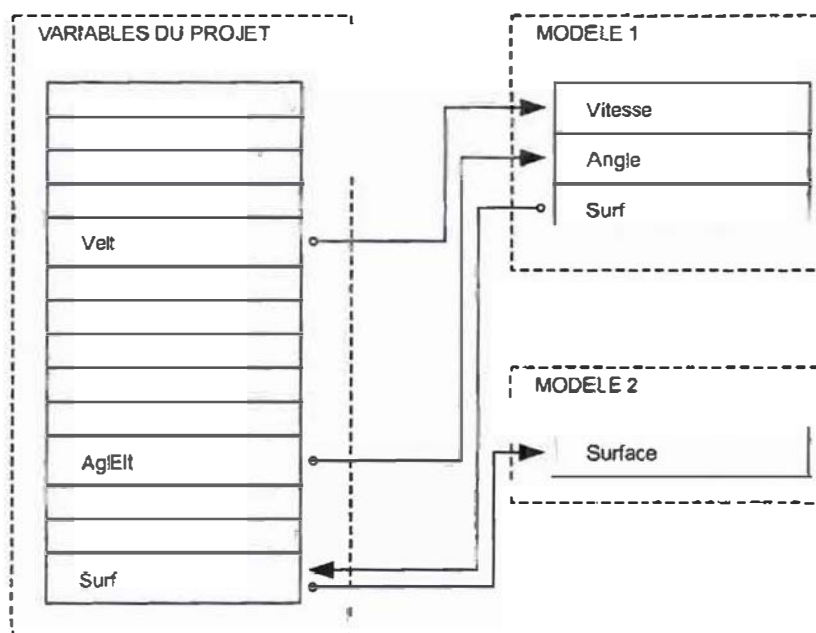 VARIABLES DU PROJET
Velt
AglElt
Surf
MODELE 1
Vitesse
Angle
Surf
MODELE 2
Surface